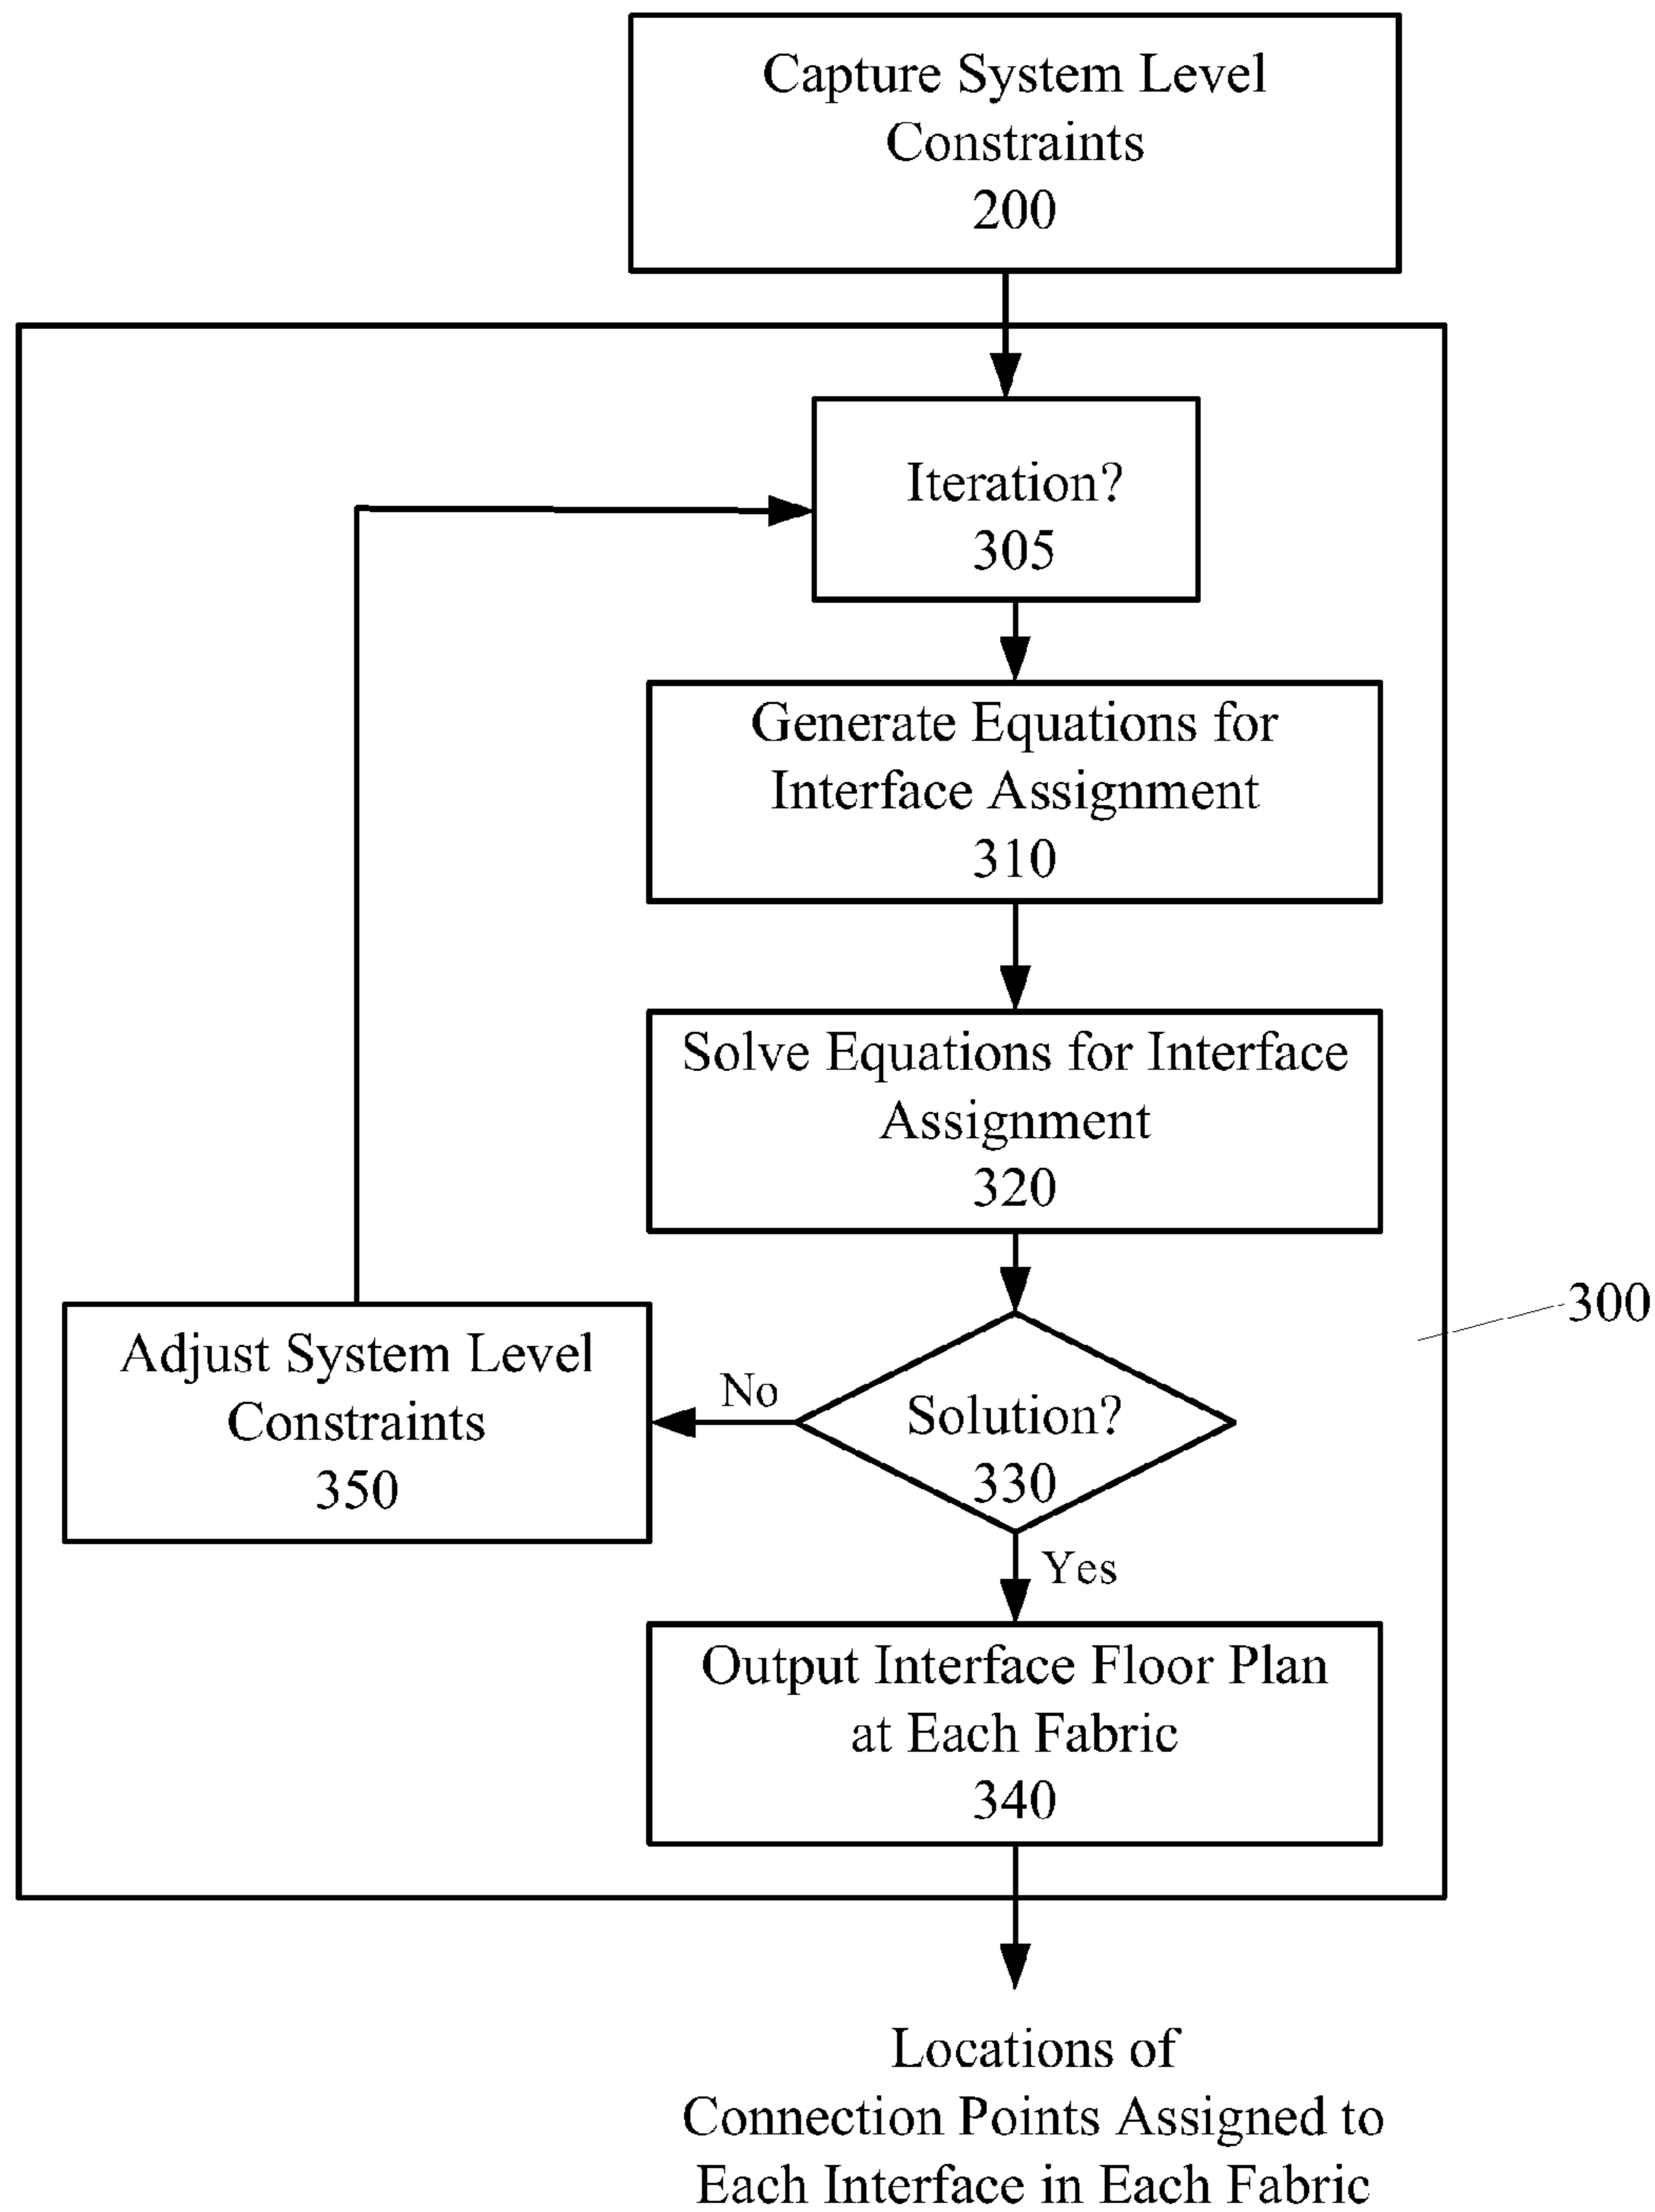 Capture System Level
Constraints
200
Iteration?
305
Generate Equations for
Interface Assignment
310
Solve Equations for Interface
Assignment
320
300
Adjust System Level
Constraints
350
No
Solution?
330
Yes
Output Interface Floor Plan
at Each Fabric
340
Locations of
Connection Points Assigned to
Each Interface in Each Fabric